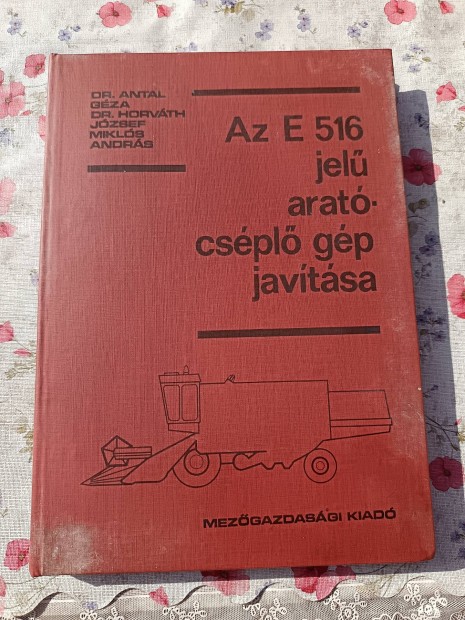 DR. ANTAL
GÉZA
DR. HORVÁTH
JÓZSEF
MIKLÓS
ANDRÁS
Az E 516
jelű
arató-
cséplő gép
javítása
MEZŐGAZDASÁGI KIADÓ